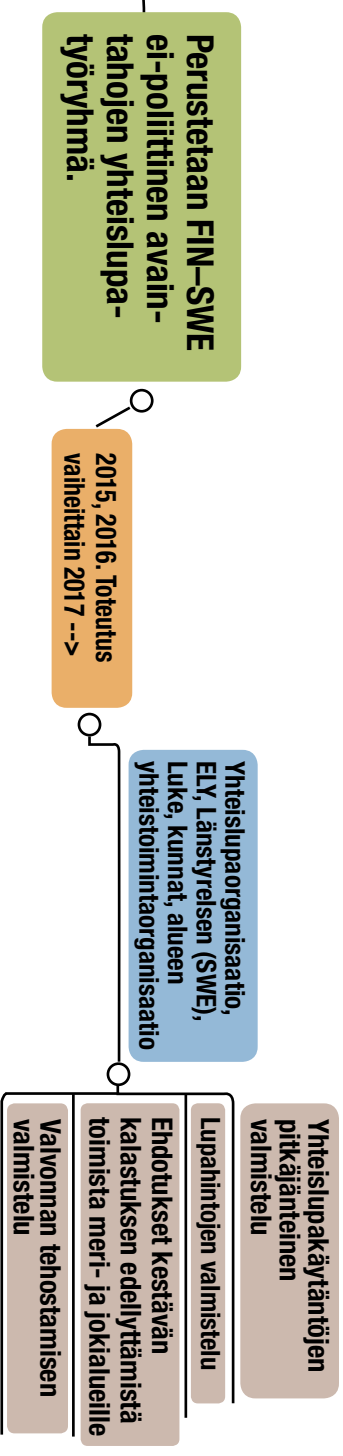 Perustetaan FIN–SWE
ei-poliittinen avain-
tahojen yhteislupa-
työryhmä.
2015, 2016. Toteutus
vaiheittain 2017 -->
Yhteislupaorganisaatio,
ELY, Länstyrelsen (SWE),
Luke, kunnat, alueen
yhteistoimintaorganisaatio
Yhteislupakäytäntöjen
pitkäjänteinen
valmistelu
Lupahintojen valmistelu
Ehdotukset kestävän
kalastuksen edellyttämistä
toimista meri- ja jokialueille
Valvonnan tehostamisen
valmistelu